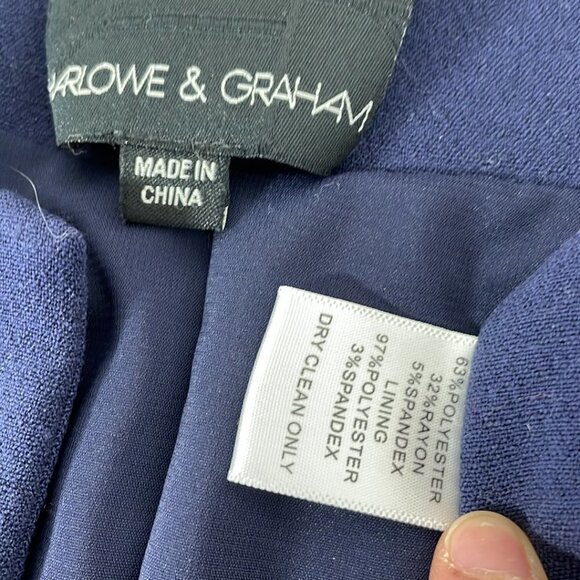 ARLOWE & GRAHAM
MADE IN
CHINA
63%POLYESTER
32%RAYON
5%SPANDEX
LINING
97%POLYESTER
3%SPANDEX
DRY CLEAN ONLY